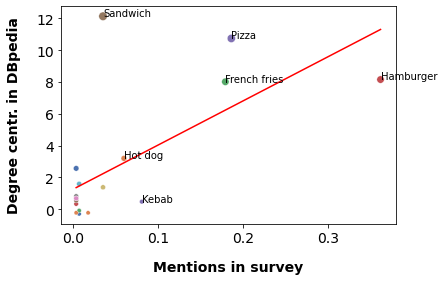 Degree centr. in DBpedia
12
10
8
6
4
2
0
Sandwich
Pizza
French fries
Hamburger
Hot dog
Kebab
0.0 0.1 0.2 0.3
Mentions in survey